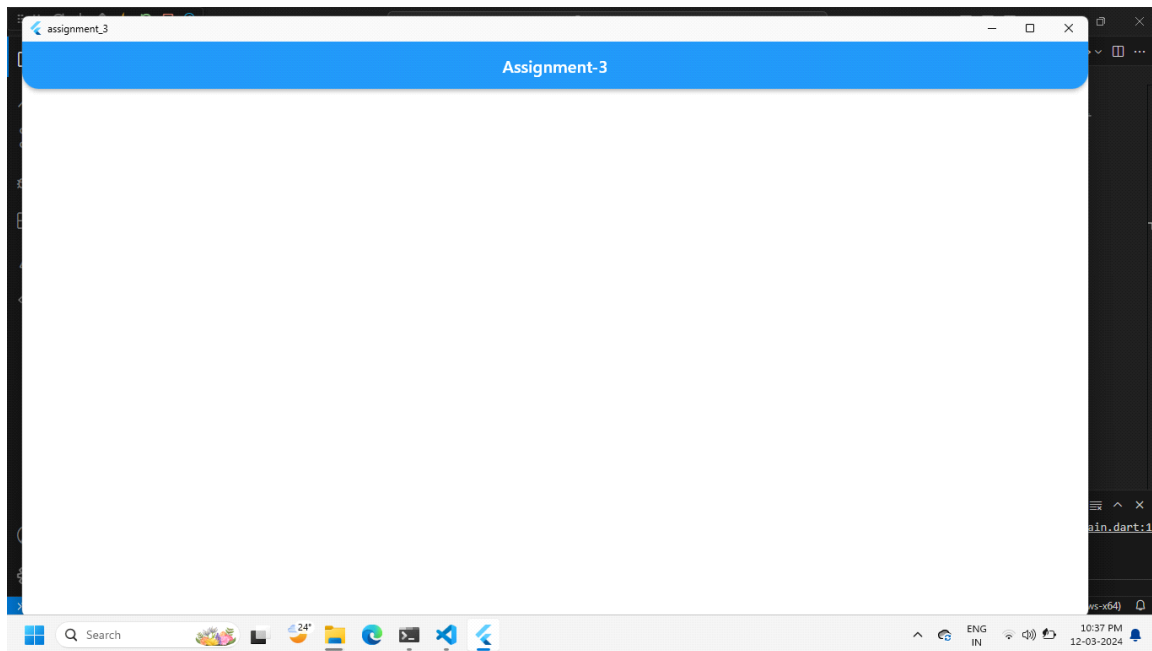 assignment_3
Assignment-3
ain.dart:1
ws-x64)
Search
24°
ENG
IN
10:37 PM
12-03-2024